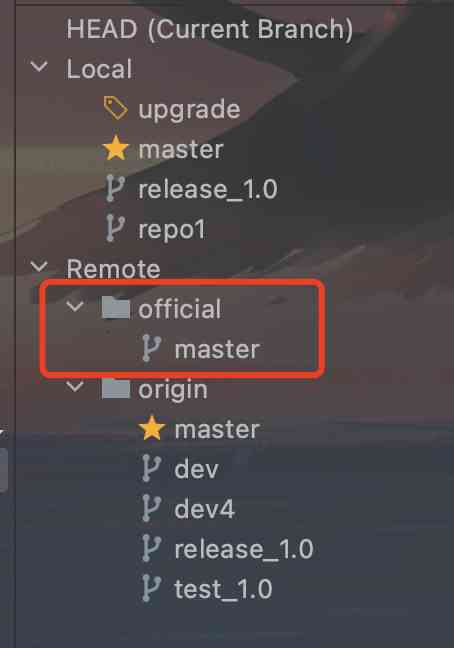 HEAD (Current Branch)
Local
upgrade
master
release_1.0
repo1
Remote
official
master
origin
master
dev
dev4
release_1.0
test_1.0